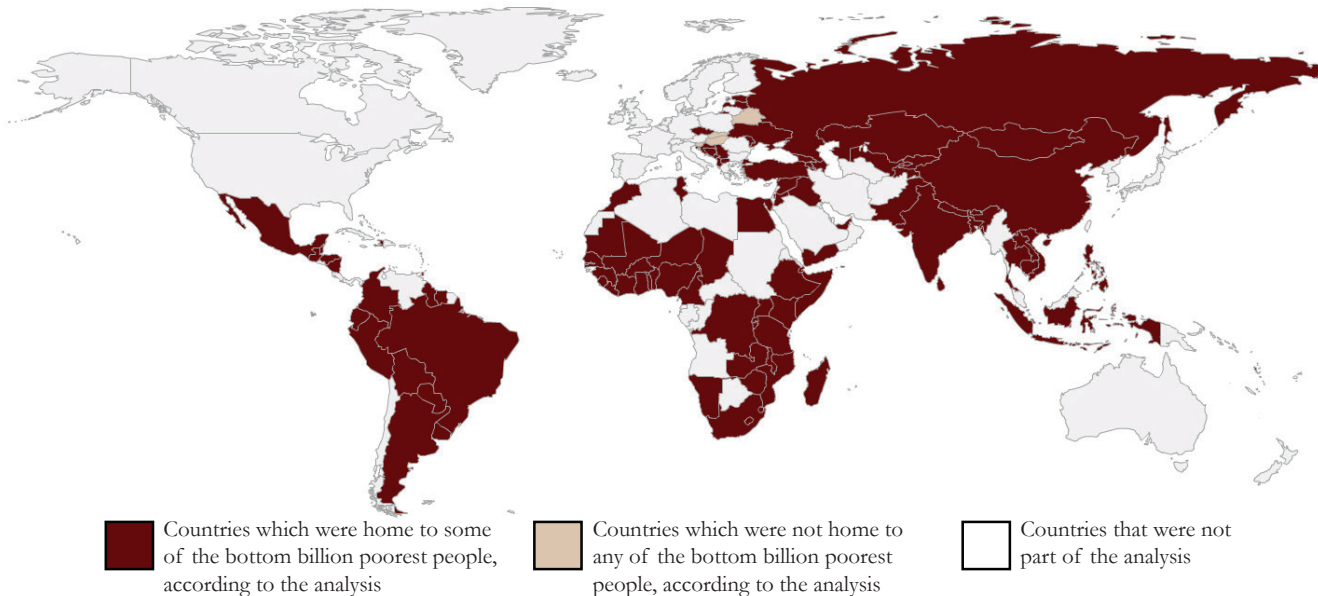 Countries which were home to some
of the bottom billion poorest people,
according to the analysis
Countries which were not home to
any of the bottom billion poorest
people, according to the analysis
Countries that were not
part of the analysis